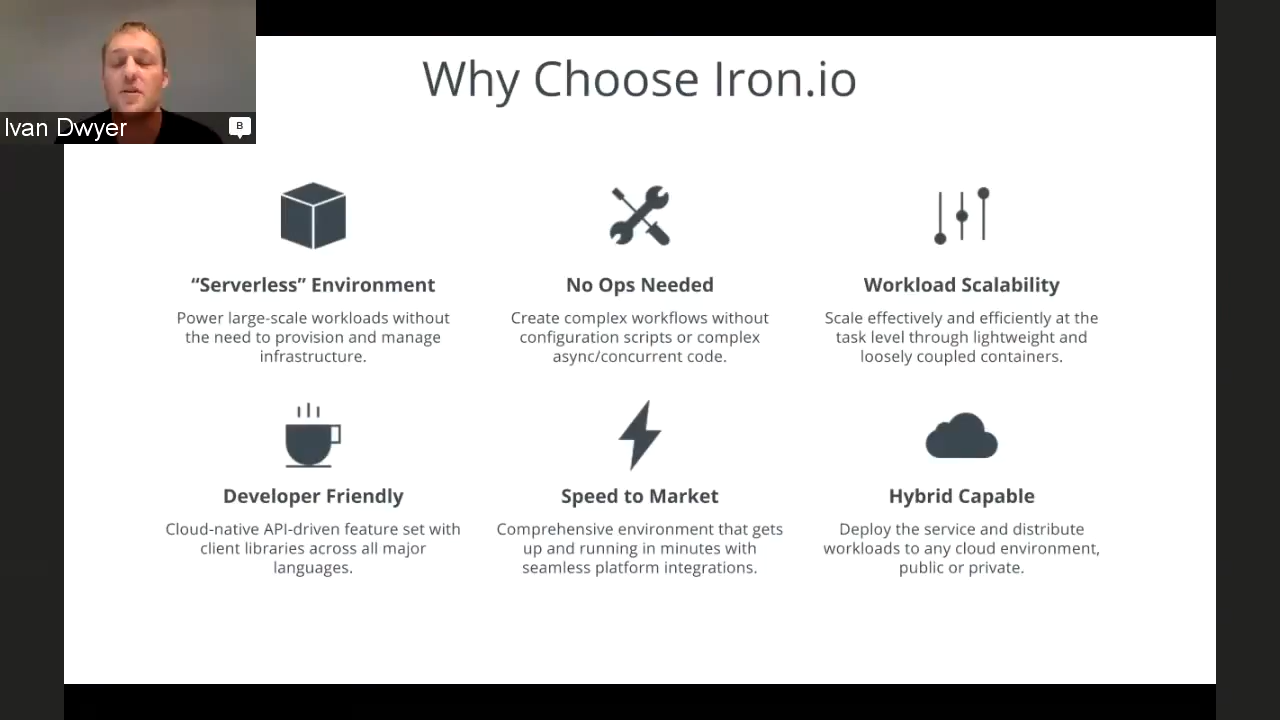 Ivan Dwyer
B
Why Choose Iron.io
“Serverless” Environment
Power large-scale workloads without
the need to provision and manage
infrastructure.
No Ops Needed
Create complex workflows without
configuration scripts or complex
async/concurrent code.
Workload Scalability
Scale effectively and efficiently at the
task level through lightweight and
loosely coupled containers.
Developer Friendly
Cloud-native API-driven feature set with
client libraries across all major
languages.
Speed to Market
Comprehensive environment that gets
up and running in minutes with
seamless platform integrations.
Hybrid Capable
Deploy the service and distribute
workloads to any cloud environment,
public or private.